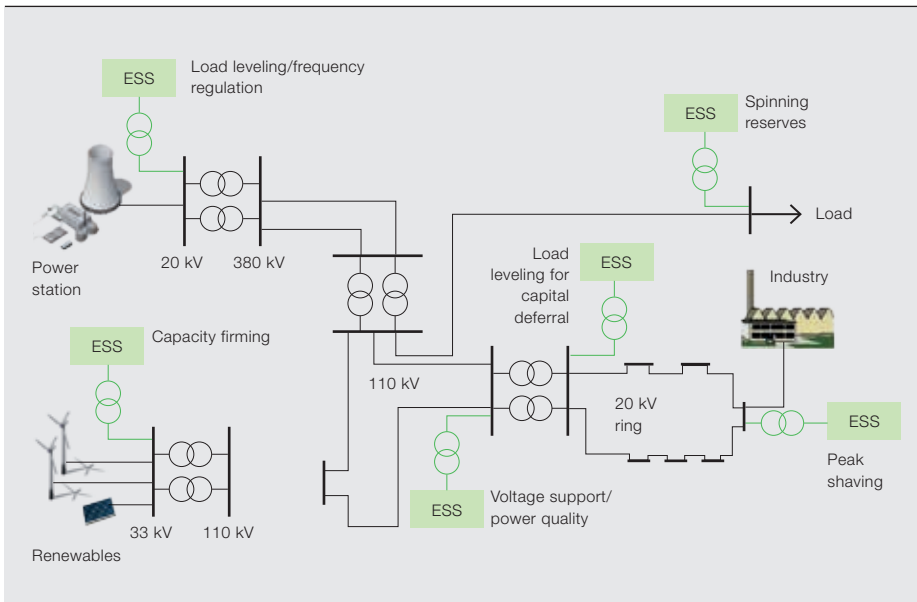 ESS
Load leveling/frequency
regulation
Power
station
20 kV
380 kV
ESS
Spinning
reserves
Load
Load
leveling for
capital
deferral
ESS
Industry
ESS
Capacity firming
110 kV
20 kV
ring
ESS
Peak
shaving
ESS
Voltage support/
power quality
33 kV
110 kV
Renewables